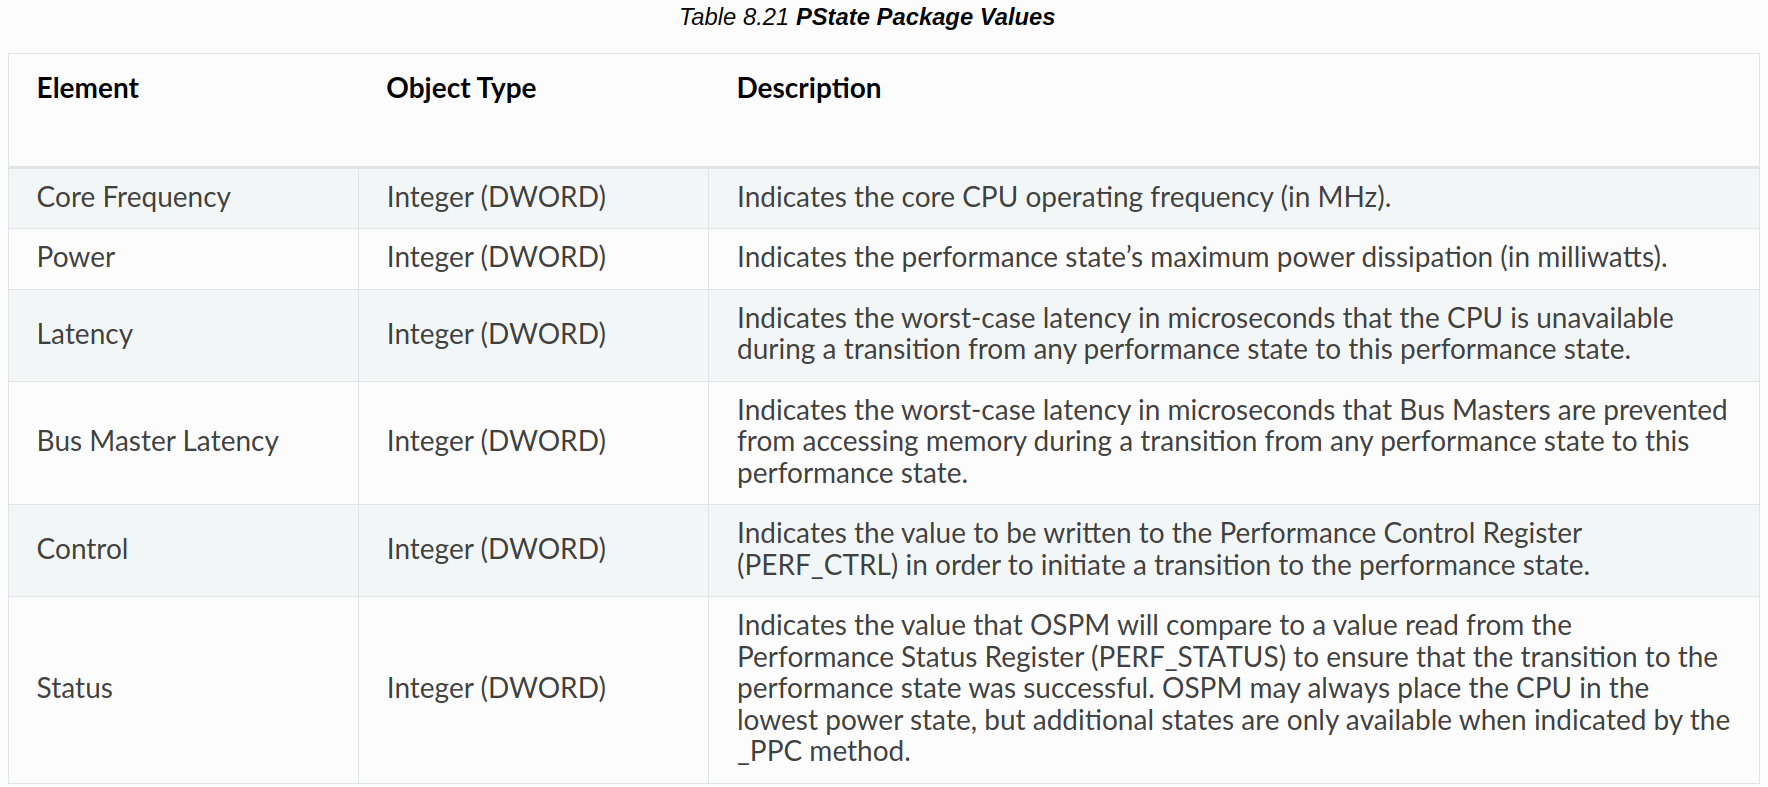 Table 8.21 PState Package Values
Element Object Type Description
Core Frequency Integer (DWORD) Indicates the core CPU operating frequency (in MHz).
Power Integer (DWORD) Indicates the performance state’s maximum power dissipation (in milliwatts).
Latency Integer (DWORD) Indicates the worst-case latency in microseconds that the CPU is unavailable
during a transition from any performance state to this performance state.
Bus Master Latency Integer (DWORD) Indicates the worst-case latency in microseconds that Bus Masters are prevented
from accessing memory during a transition from any performance state to this
performance state.
Control Integer (DWORD) Indicates the value to be written to the Performance Control Register
(PERF_CTRL) in order to initiate a transition to the performance state.
Status Integer (DWORD) Indicates the value that OSPM will compare to a value read from the
Performance Status Register (PERF_STATUS) to ensure that the transition to the
performance state was successful. OSPM may always place the CPU in the
lowest power state, but additional states are only available when indicated by the
_PPC method.